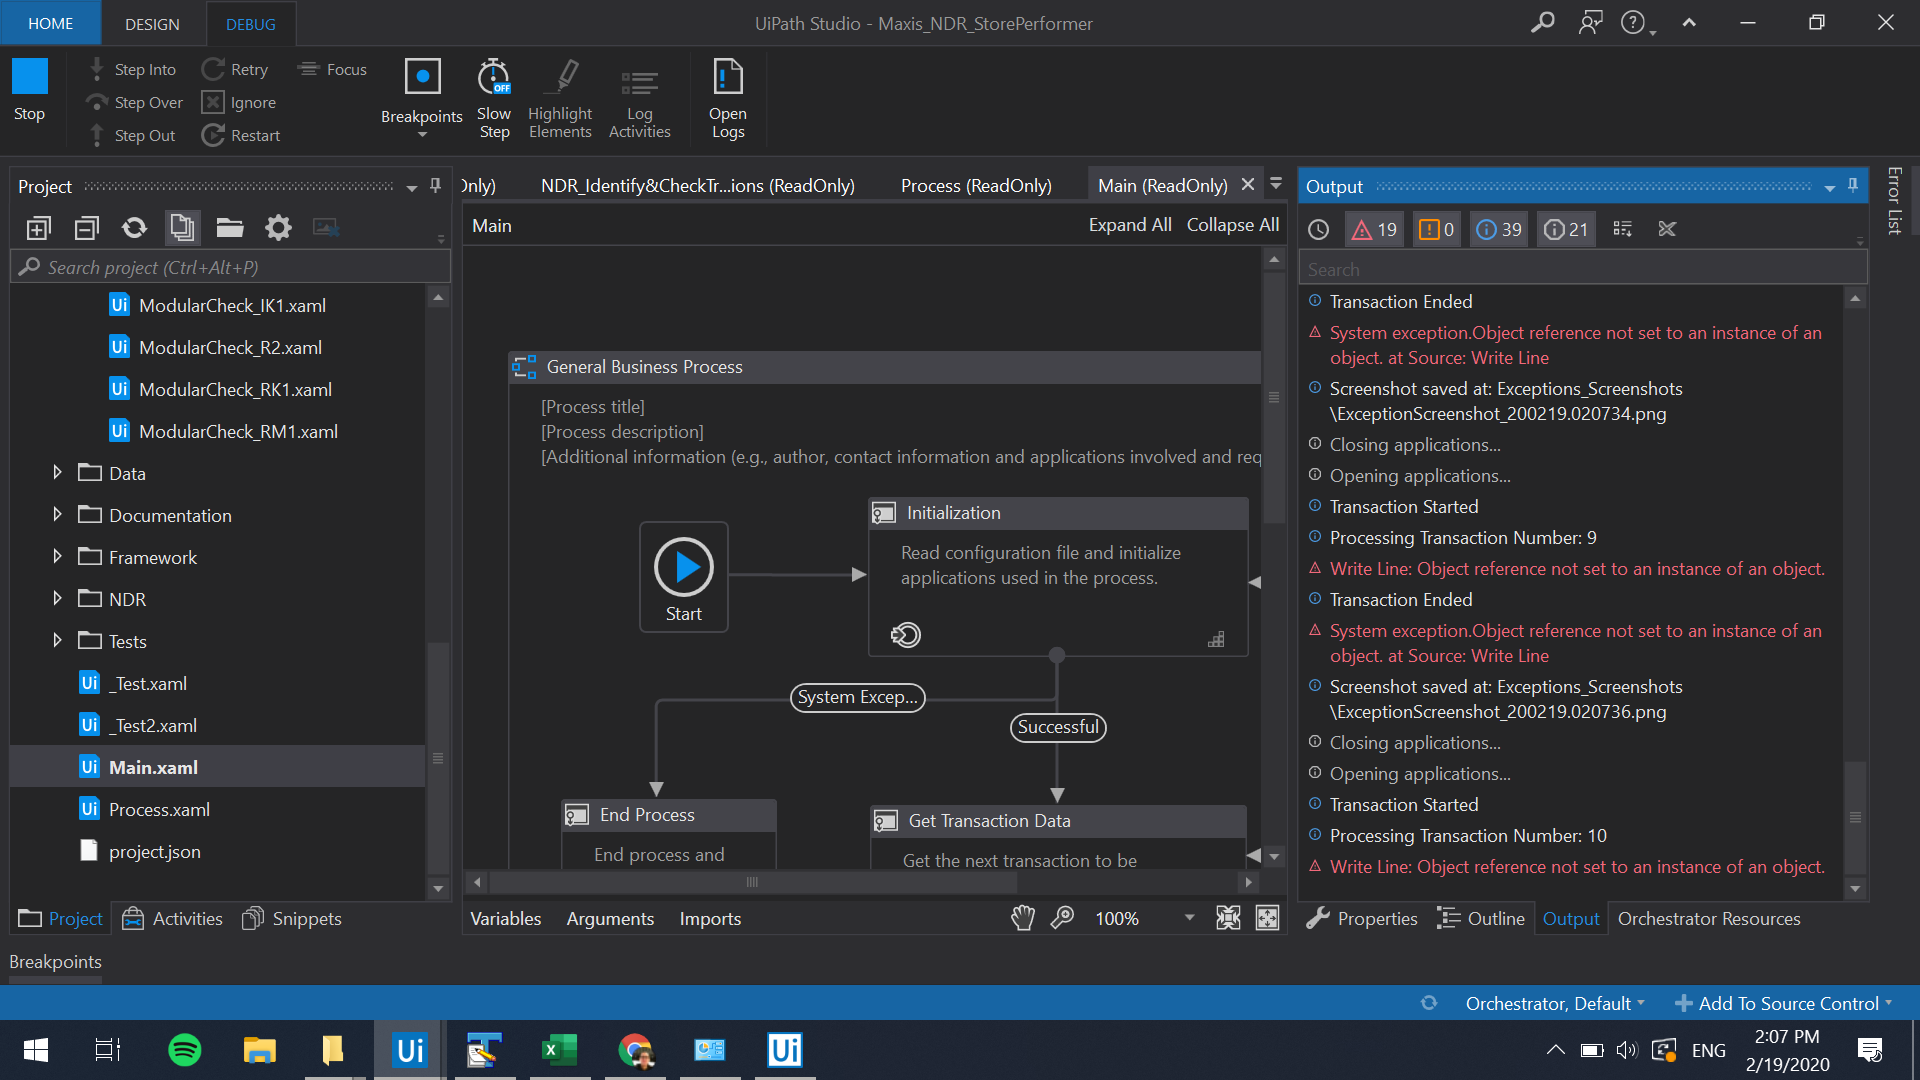 HOME
DESIGN
DEBUG
UiPath Studio - Maxis_NDR_StorePerformer
Stop
Step Into
Step Over
Step Out
Retry
Ignore
Restart
Focus
Breakpoints
Slow
Step
OFF
Highlight
Elements
Log
Activities
Open
Logs
Project
Search project (Ctrl+Alt+P)
Ui ModularCheck_IK1.xaml
Ui ModularCheck_R2.xaml
Ui ModularCheck_RK1.xaml
Ui ModularCheck_RM1.xaml
Data
Documentation
Framework
NDR
Tests
Ui _Test.xaml
Ui _Test2.xaml
Ui Main.xaml
Ui Process.xaml
project.json
Project
Activities
Snippets
Only)
NDR_Identify&CheckTr...ions (ReadOnly)
Process (ReadOnly)
Main (ReadOnly)
Main
Expand All
Collapse All
General Business Process
[Process title]
[Process description]
[Additional information (e.g., author, contact information and applications involved and req
Start
Initialization
Read configuration file and initialize
applications used in the process.
System Excep...
Successful
End Process
End process and
Get Transaction Data
Get the next transaction to be
Variables
Arguments
Imports
100%
Output
19
0
39
21
Search
Transaction Ended
System exception.Object reference not set to an instance of an
object. at Source: Write Line
Screenshot saved at: Exceptions_Screenshots
\ExceptionScreenshot_200219.020734.png
Closing applications...
Opening applications...
Transaction Started
Processing Transaction Number: 9
Write Line: Object reference not set to an instance of an object.
Transaction Ended
System exception.Object reference not set to an instance of an
object. at Source: Write Line
Screenshot saved at: Exceptions_Screenshots
\ExceptionScreenshot_200219.020736.png
Closing applications...
Opening applications...
Transaction Started
Processing Transaction Number: 10
Write Line: Object reference not set to an instance of an object.
Properties
Outline
Output
Orchestrator Resources
Error List
Breakpoints
Orchestrator, Default
Add To Source Control
Ui
Ui
ENG
2:07 PM
2/19/2020